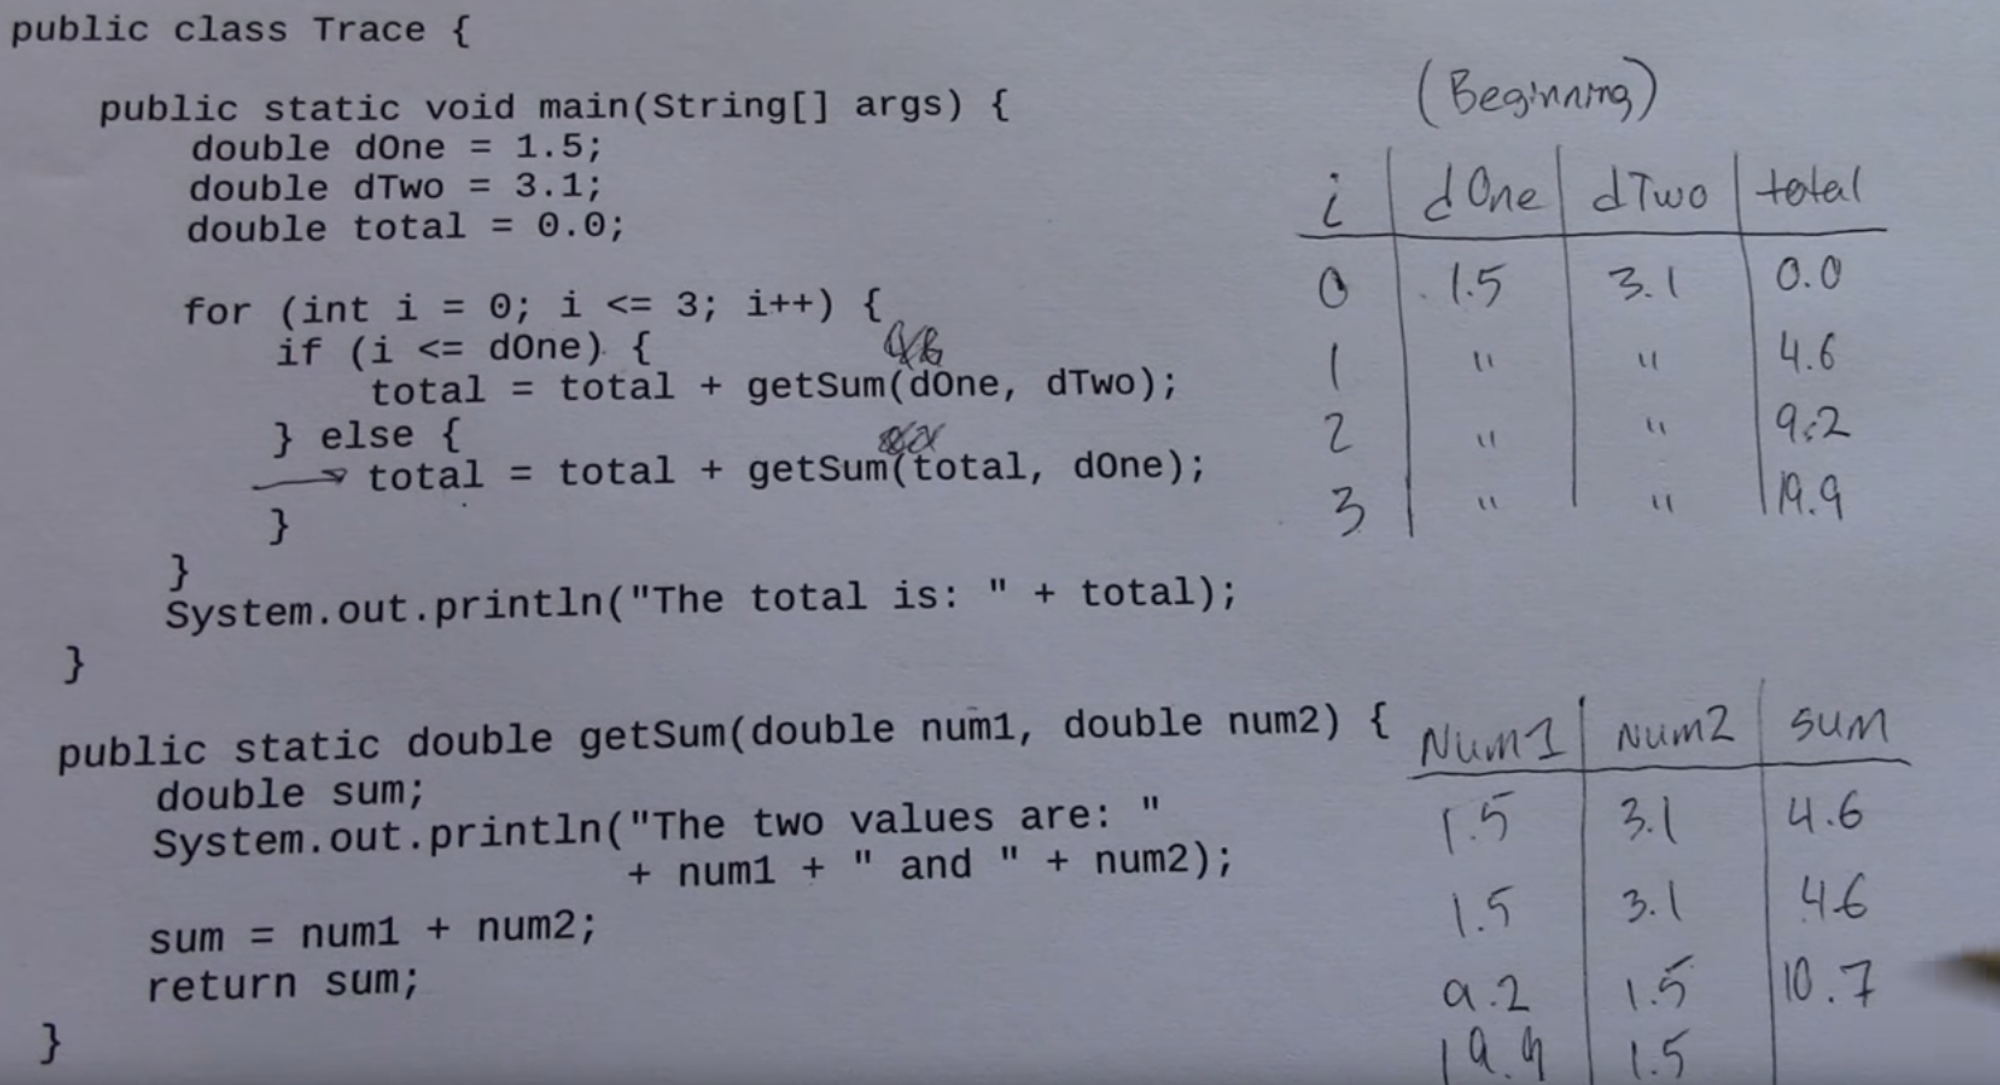 public class Trace {
public static void main(String[] args) {
double dOne = 1.5;
double dTwo = 3.1;
double total = 0.0;
for (int i = 0; i <= 3; i++) {
if (i <= dOne) {
total = total + getSum(dOne, dTwo);
} else {
total = total + getSum(total, dOne);
}
}
System.out.println("The total is: " + total);
}
public static double getSum(double num1, double num2) {
double sum;
System.out.println("The two values are: "
+ num1 + " and " + num2);
sum = num1 + num2;
return sum;
}
(Beginning)
i dOne dTwo total
0 1.5 3.1 0.0
1 " " 4.6
2 " " 9.2
3 " " 19.9
Num1 Num2 sum
1.5 3.1 4.6
1.5 3.1 4.6
9.2 1.5 10.7
19.9 1.5